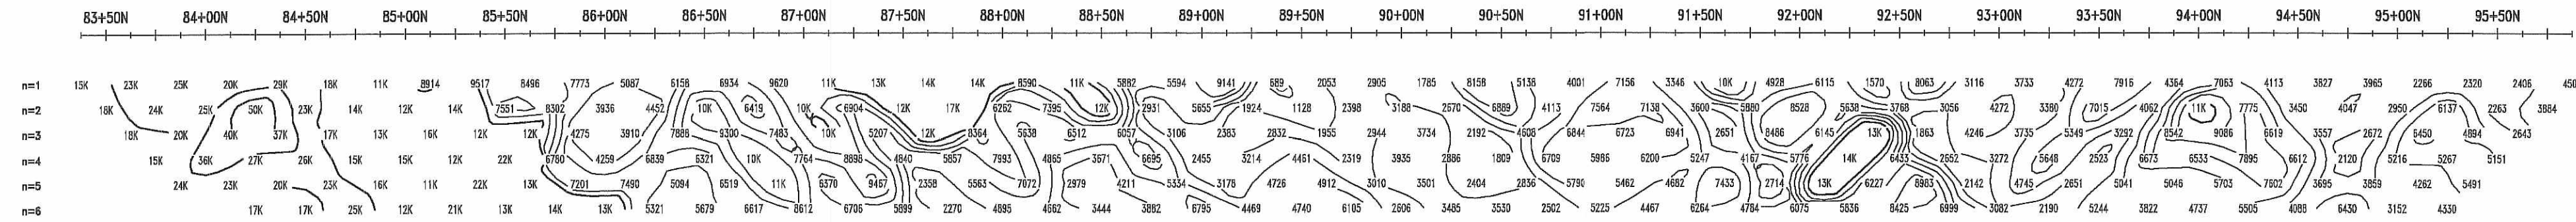 83+50N 84+00N 84+50N 85+00N 85+50N 86+00N 86+50N 87+00N 87+50N 88+00N 88+50N 89+00N 89+50N 90+00N 90+50N 91+00N 91+50N 92+00N 92+50N 93+00N 93+50N 94+00N 94+50N 95+00N 95+50N
n=1 15K 23K 25K 20K 29K 18K 11K 8914 9517 8496 7773 5087 6158 6934 9620 11K 13K 14K 14K 8590 11K 5882 5594 9141 689 2053 2905 1785 8158 5138 4001 7156 3346 10K 4928 6115 1570 8063 3116 3733 4272 7916 4364 7063 4113 3827 3965 2266 2320 2406 450
n=2 18K 24K 25K 50K 23K 14K 12K 14K 7551 8302 3936 4452 10K 6419 10K 6904 12K 17K 6262 7395 12K 2931 5655 1924 1128 2398 3188 2670 6889 4113 7564 7138 3600 5880 8528 5638 3768 3056 4272 3380 7015 4062 11K 7775 3450 4047 2950 6137 2263 3884
n=3 18K 20K 40K 37K 17K 13K 16K 12K 12K 4275 3910 7886 9300 7483 10K 5207 12K 8364 5638 6512 6057 3106 2383 2832 1955 2944 3734 2192 4608 6844 6723 6941 2651 8486 6145 13K 1863 4246 3735 5349 3292 8542 9086 6619 3557 2672 6450 4894 2643
n=4 15K 36K 27K 26K 15K 15K 12K 22K 6780 4259 6839 6321 10K 7764 8898 4840 5857 7993 4865 3671 6695 2455 3214 4461 2319 3935 2886 1809 6709 5986 6200 5247 4167 5776 14K 6433 2652 3272 5648 2523 6673 6533 7895 6612 2120 5216 5267 5151
n=5 24K 23K 20K 23K 16K 11K 22K 13K 7201 7490 5094 6519 11K 6370 9467 2358 5563 7072 2979 4211 5334 3178 4726 4912 3010 3501 2404 2836 5790 5462 4682 7433 2714 13K 6227 8983 2142 4745 2651 5041 5046 5703 7502 3695 3859 4262 5491
n=6 17K 17K 25K 12K 21K 13K 14K 13K 5321 5679 6617 8612 6706 5899 2270 4895 4662 3444 3882 6795 4469 4740 6105 2606 3485 3530 2502 5225 4467 6264 4784 6075 5836 8425 6999 3082 2190 5244 3822 4737 5505 4088 6430 3152 4330